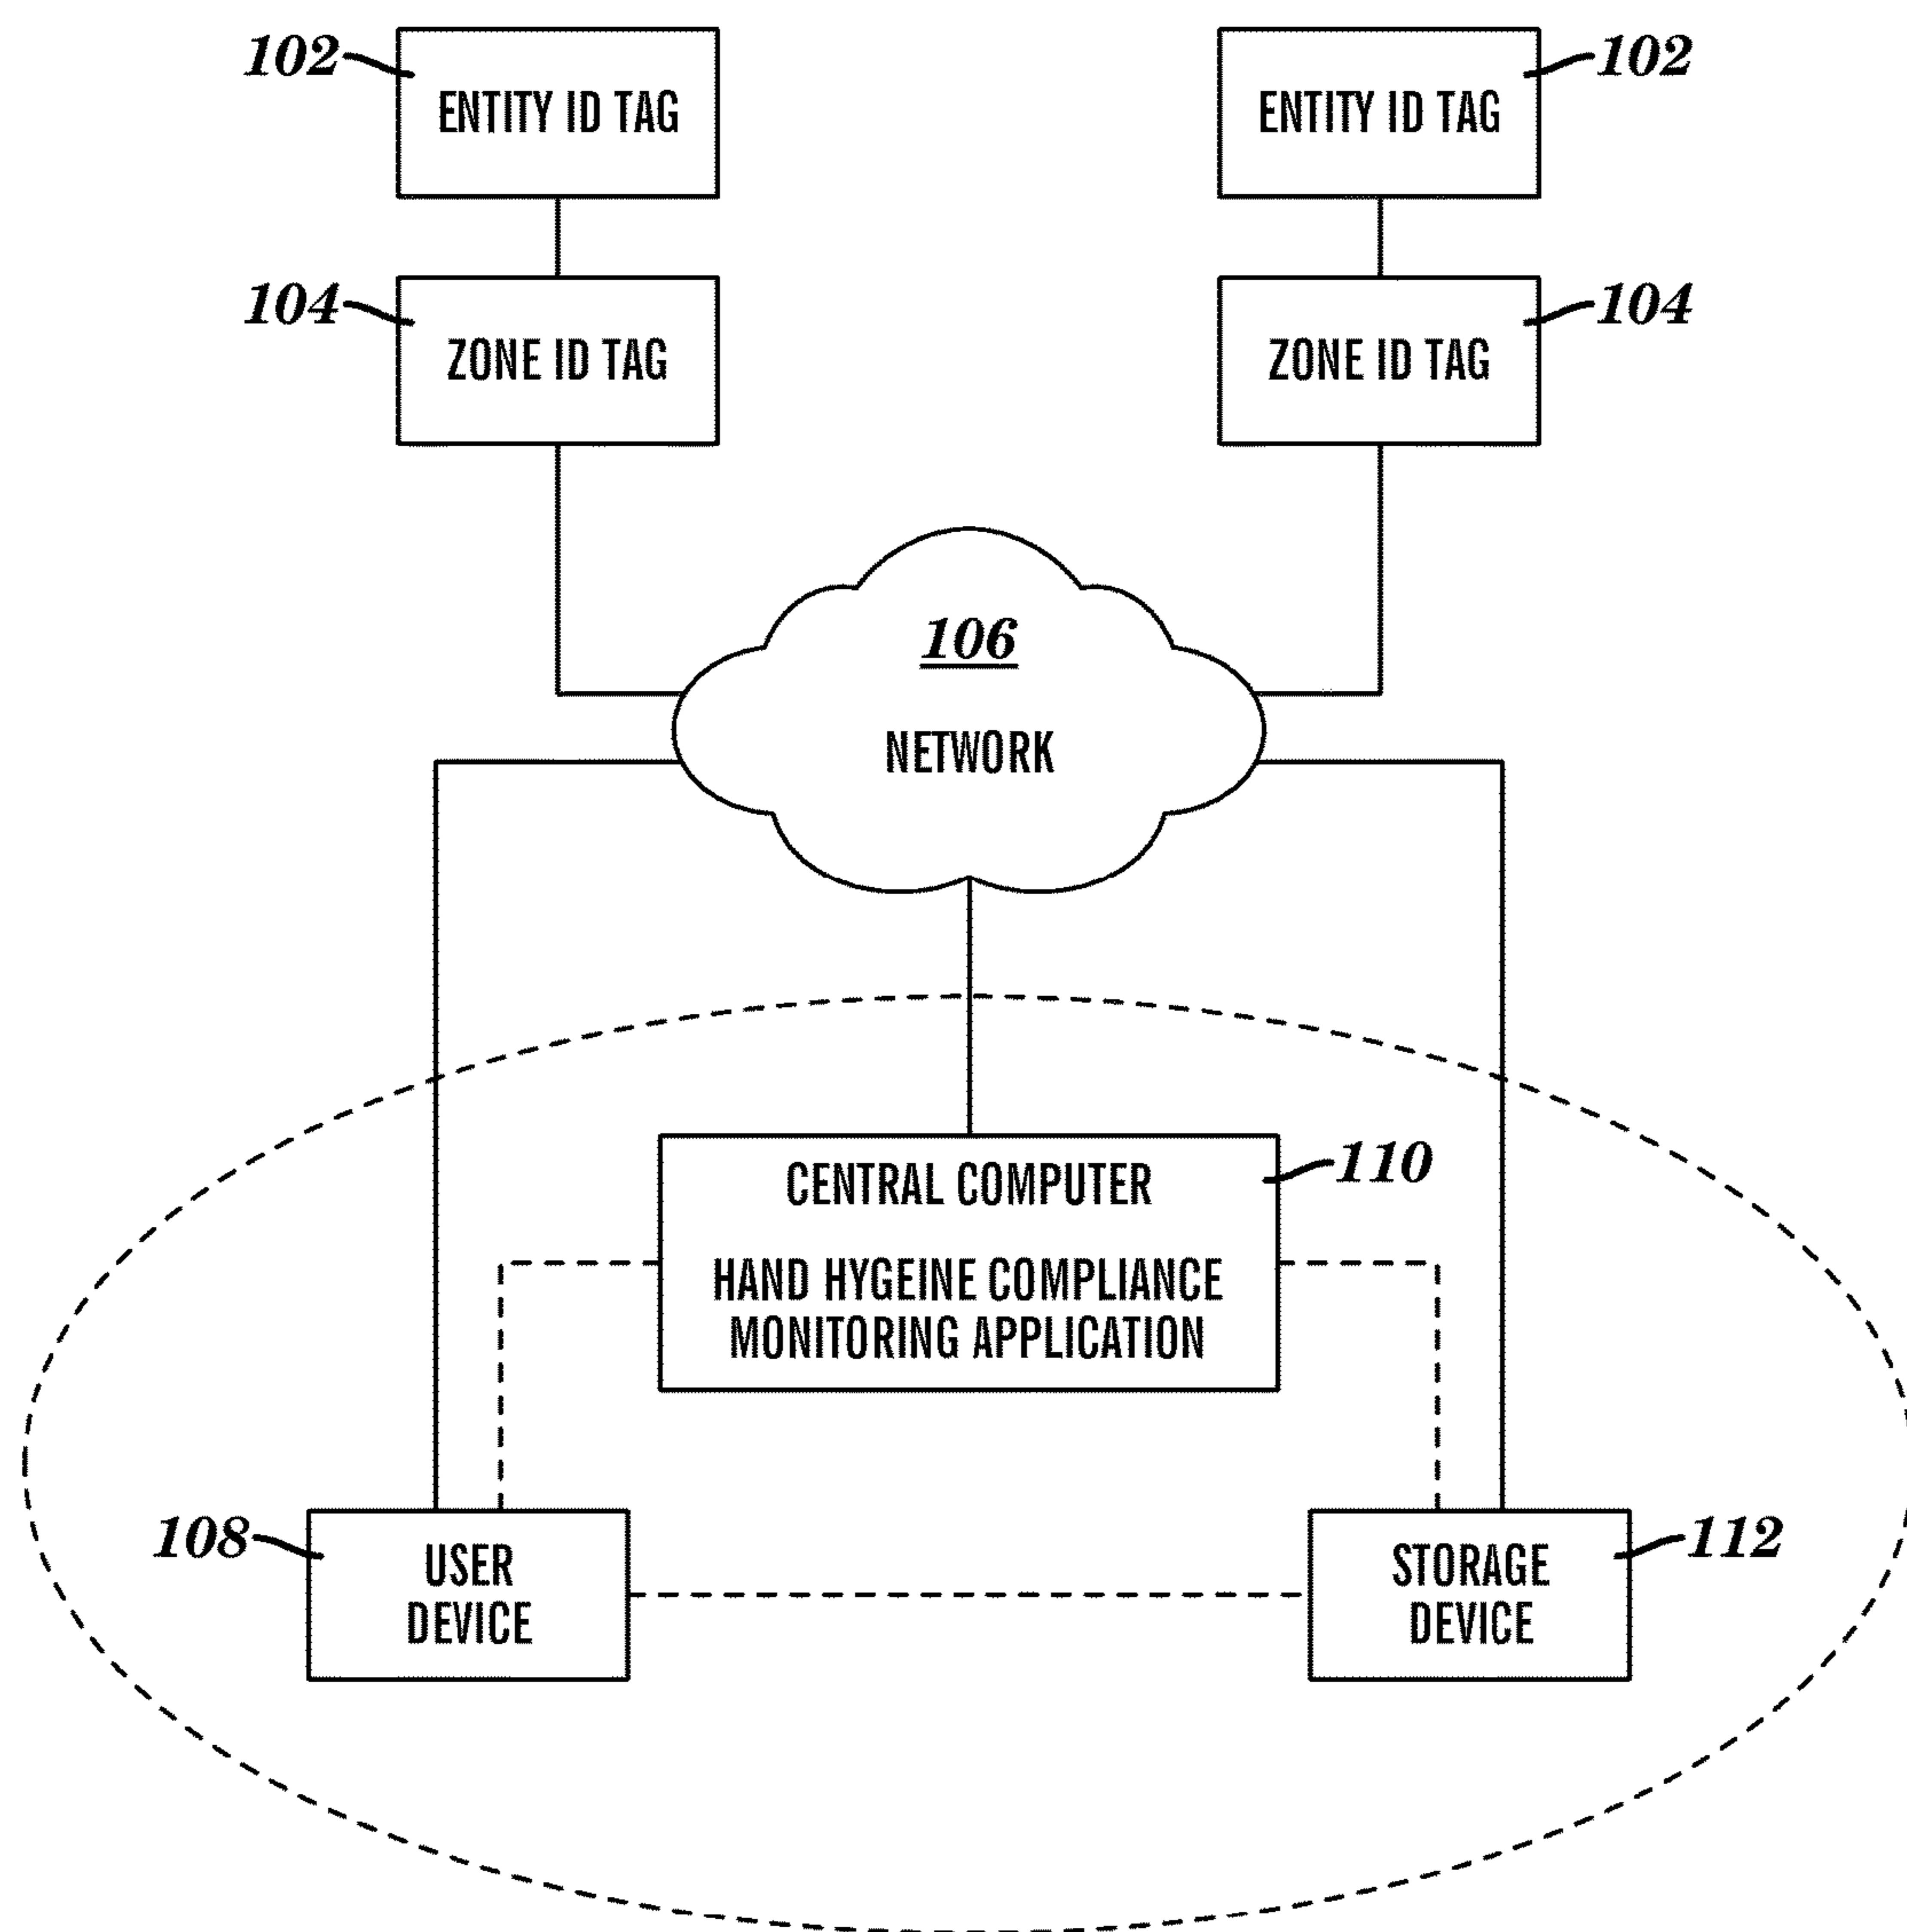 102
ENTITY ID TAG
ENTITY ID TAG
102
104
ZONE ID TAG
ZONE ID TAG
104
106
NETWORK
CENTRAL COMPUTER
110
HAND HYGEINE COMPLIANCE
MONITORING APPLICATION
108
USER
DEVICE
STORAGE
DEVICE
112